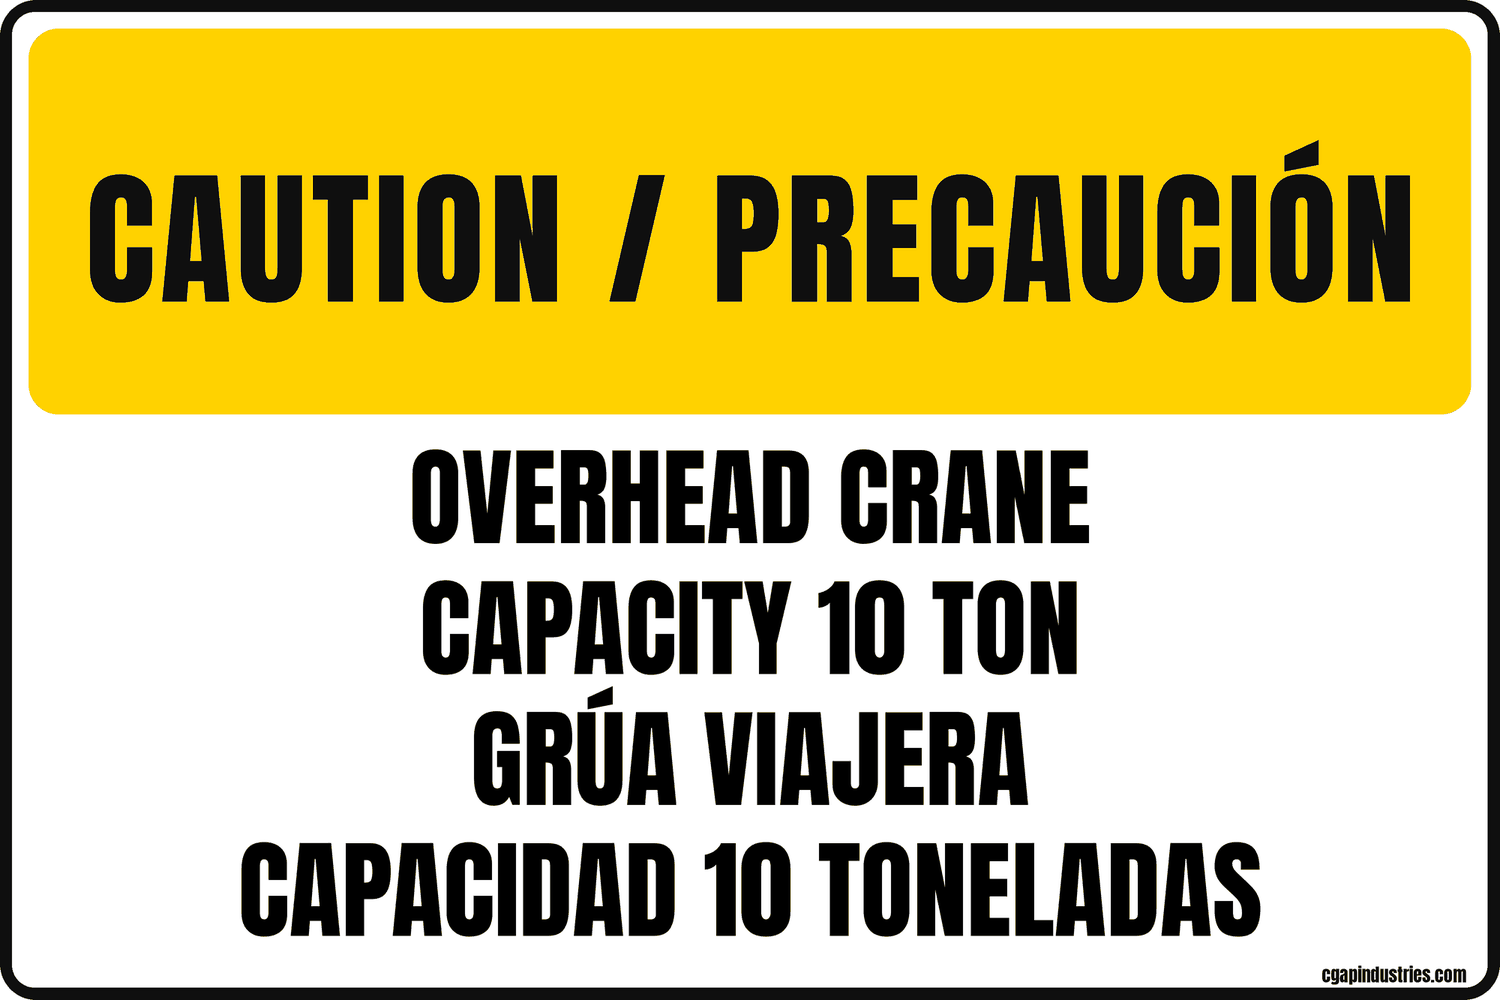 CAUTION / PRECAUCIÓN
OVERHEAD CRANE
CAPACITY 10 TON
GRÚA VIAJERA
CAPACIDAD 10 TONELADAS
cgapindustries.com